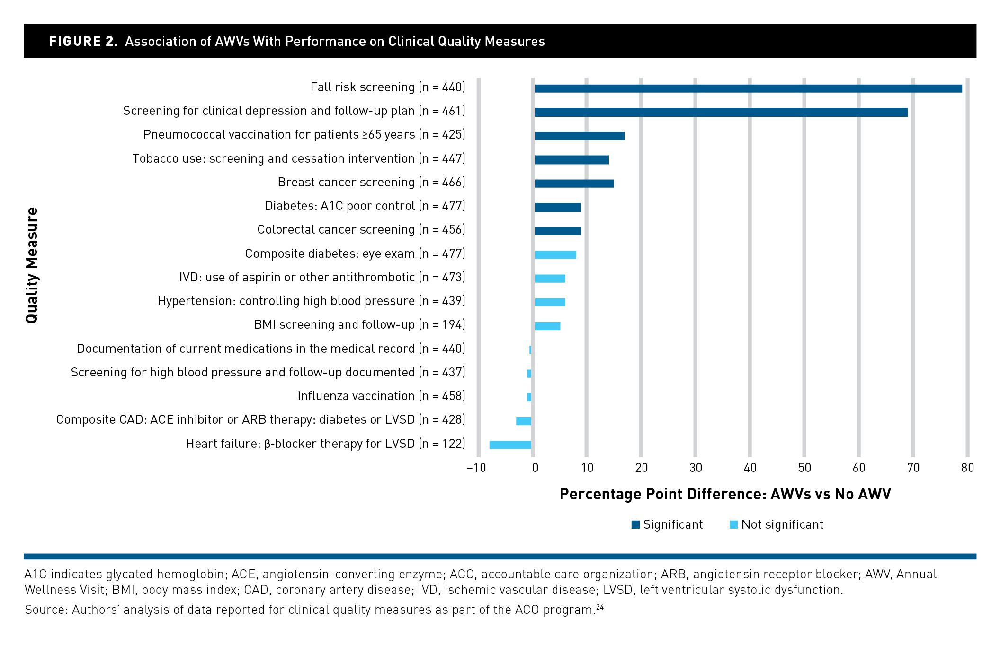 FIGURE 2. Association of AWVs With Performance on Clinical Quality Measures
Quality Measure
Fall risk screening (n = 440)
Screening for clinical depression and follow-up plan (n = 461)
Pneumococcal vaccination for patients ≥65 years (n = 425)
Tobacco use: screening and cessation intervention (n = 447)
Breast cancer screening (n = 466)
Diabetes: A1C poor control (n = 477)
Colorectal cancer screening (n = 456)
Composite diabetes: eye exam (n = 477)
IVD: use of aspirin or other antithrombotic (n = 473)
Hypertension: controlling high blood pressure (n = 439)
BMI screening and follow-up (n = 194)
Documentation of current medications in the medical record (n = 440)
Screening for high blood pressure and follow-up documented (n = 437)
Influenza vaccination (n = 458)
Composite CAD: ACE inhibitor or ARB therapy: diabetes or LVSD (n = 428)
Heart failure: β-blocker therapy for LVSD (n = 122)
–10 0 10 20 30 40 50 60 70 80
Percentage Point Difference: AWVs vs No AWV
Significant Not significant
A1C indicates glycated hemoglobin; ACE, angiotensin-converting enzyme; ACO, accountable care organization; ARB, angiotensin receptor blocker; AWV, Annual
Wellness Visit; BMI, body mass index; CAD, coronary artery disease; IVD, ischemic vascular disease; LVSD, left ventricular systolic dysfunction.
Source: Authors’ analysis of data reported for clinical quality measures as part of the ACO program.24